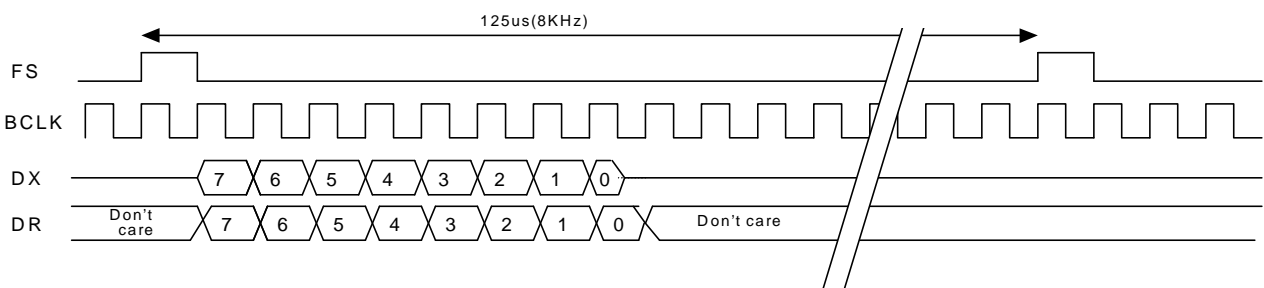 125us(8KHz)
FS
BCLK
DX 7 6 5 4 3 2 1 0
DR Don't care 7 6 5 4 3 2 1 0 Don't care